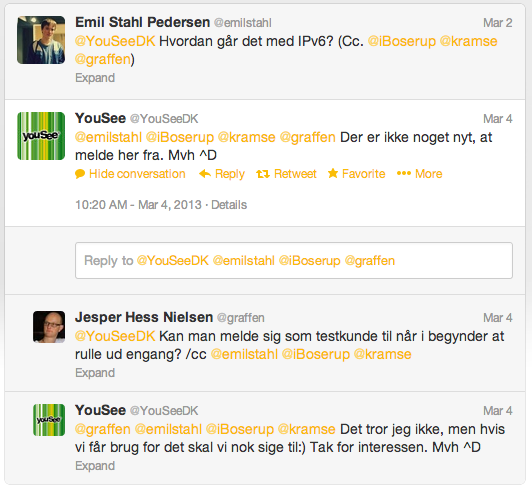 Emil Stahl Pedersen @emilstahl Mar 2
@YouSeeDK Hvordan går det med IPv6? (Cc. @iBoserup @kramse
@graffen)
Expand
youSee
YouSee @YouSeeDK Mar 4
@emilstahl @iBoserup @kramse @graffen Der er ikke noget nyt, at
melde her fra. Mvh ^D
Hide conversation Reply Retweet Favorite More
10:20 AM - Mar 4, 2013 · Details
Reply to @YouSeeDK @emilstahl @iBoserup @graffen
Jesper Hess Nielsen @graffen Mar 4
@YouSeeDK Kan man melde sig som testkunde til når i begynder at
rulle ud engang? /cc @emilstahl @iBoserup @kramse
Expand
youSee
YouSee @YouSeeDK Mar 4
@graffen @emilstahl @iBoserup @kramse Det tror jeg ikke, men hvis
vi får brug for det skal vi nok sige til:) Tak for interessen. Mvh ^D
Expand